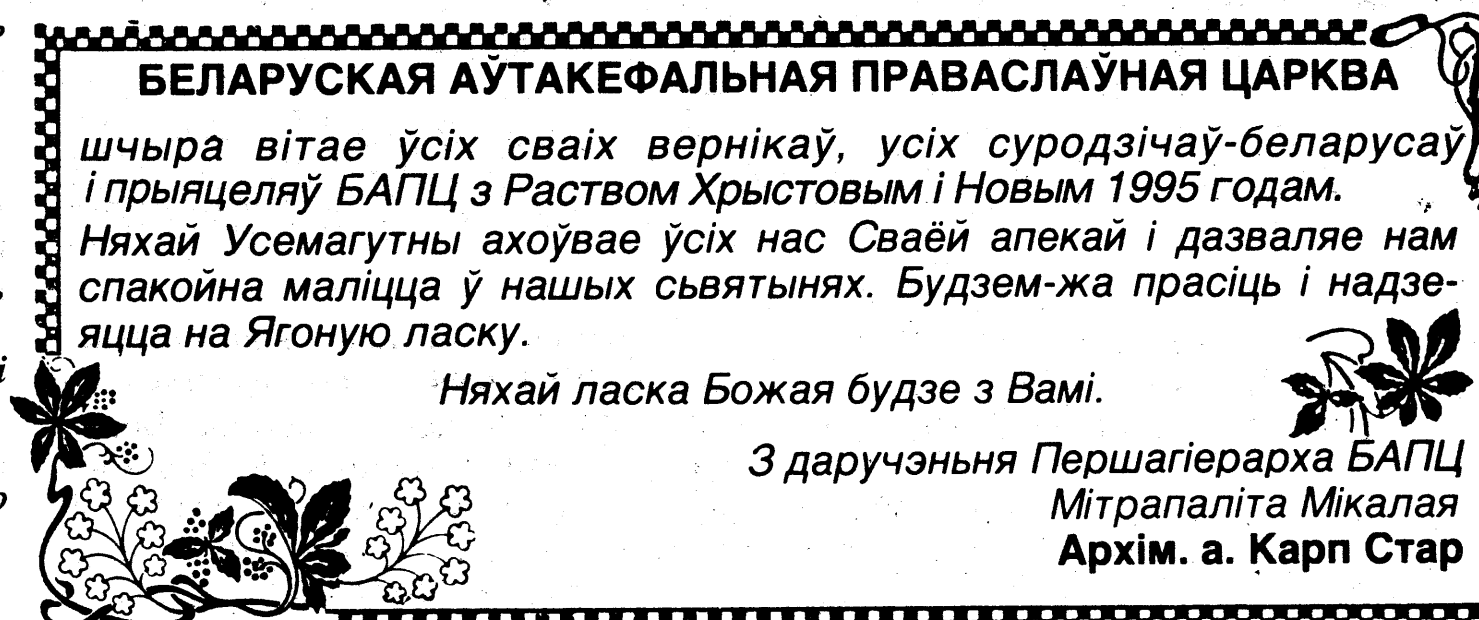 БЕЛАРУСКАЯ АЎТАКЕФАЛЬНАЯ ПРАВАСЛАЎНАЯ ЦАРКВА
шчыра вітае ўсіх сваіх вернікаў, усіх суродзічаў-беларусаў
і прыяцеляў БАПЦ з Раством Хрыстовым і Новым 1995 годам.
Няхай Усемагутны ахоўвае ўсіх нас Сваёй апекай і дазваляе нам
спакойна маліцца ў нашых сьвятынях. Будзем-жа прасіць і надзе-
яцца на Ягоную ласку.
Няхай ласка Божая будзе з Вамі.
З даручэньня Першагіерарха БАПЦ
Мітрапаліта Мікалая
Архім. а. Карп Стар